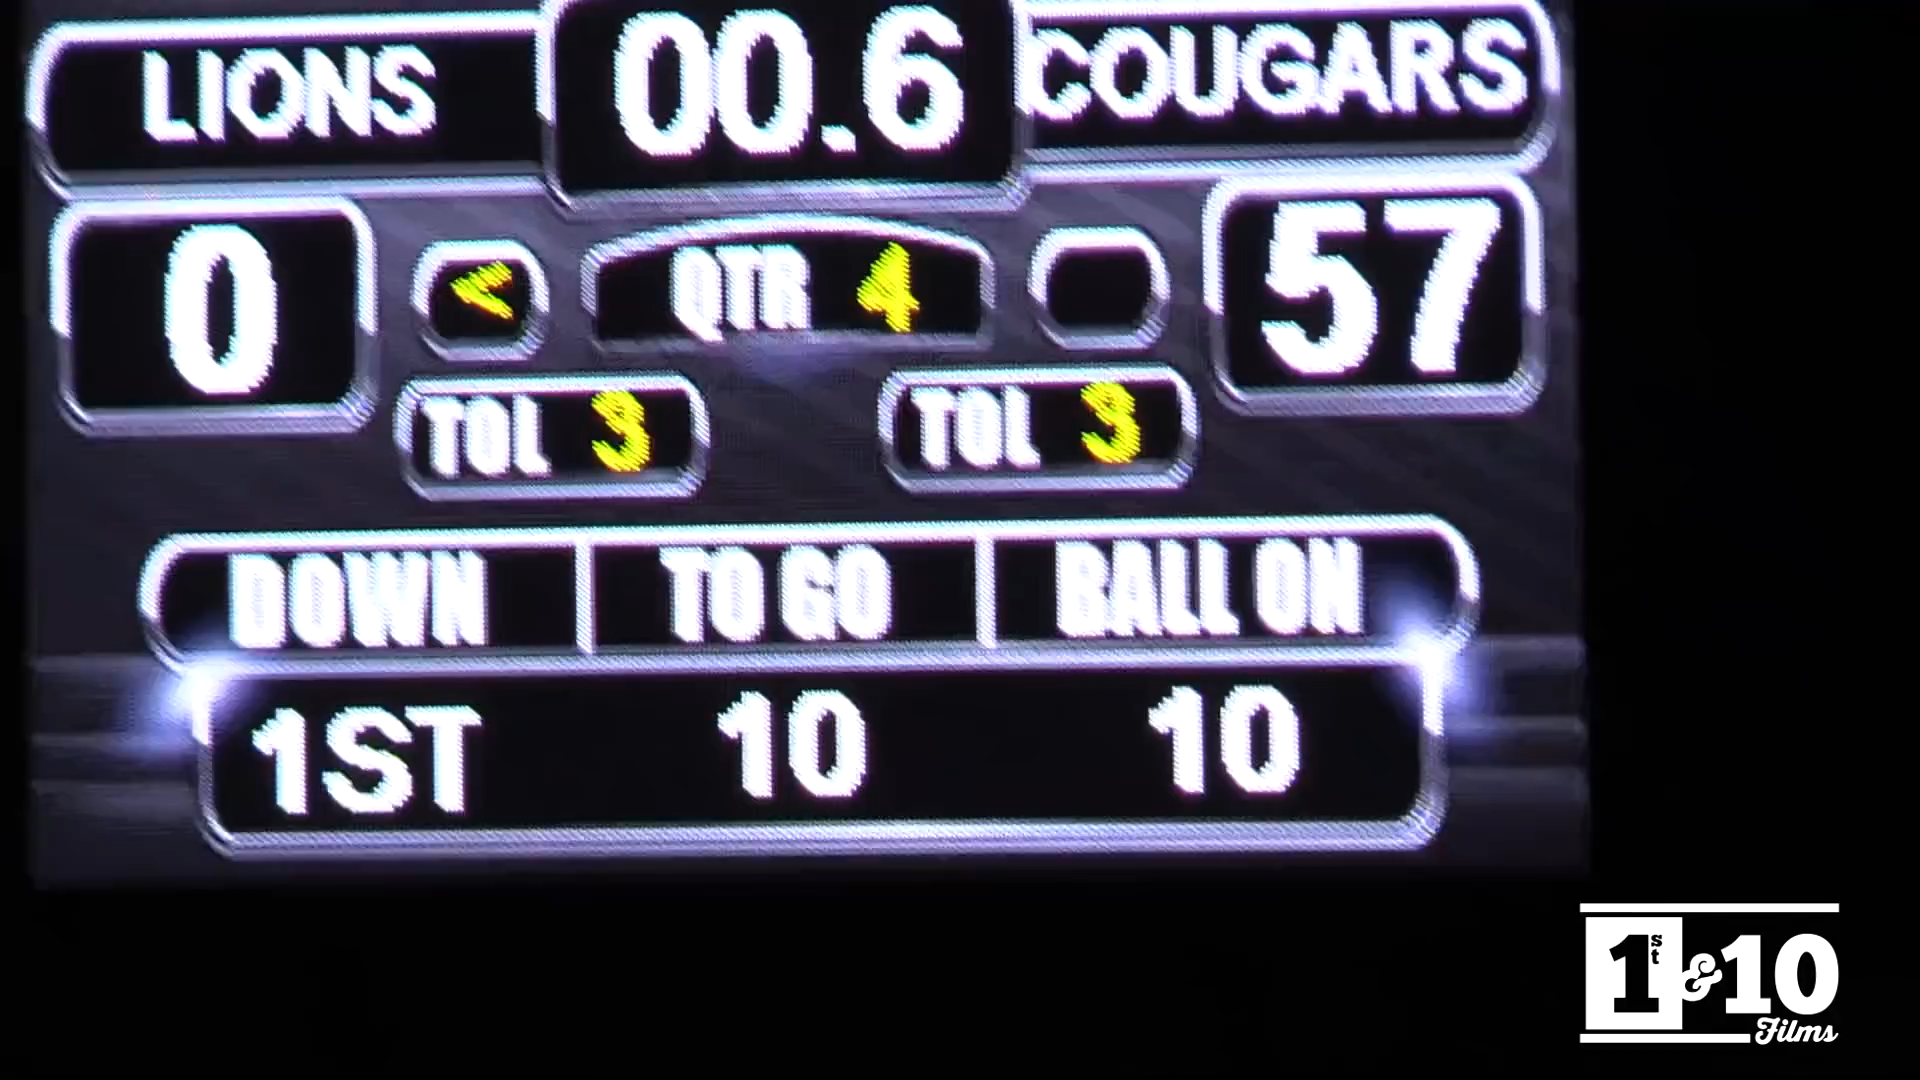 LIONS 00.6 COUGARS
0 < QTR 4 57
TOL 3 TOL 3
DOWN TO GO BALL ON
1ST 10 10
1st & 10
Films